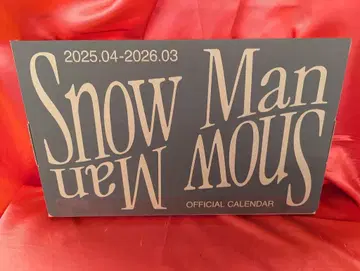 2025.04-2026.03
Snow Man
Snow Man
OFFICIAL CALENDAR